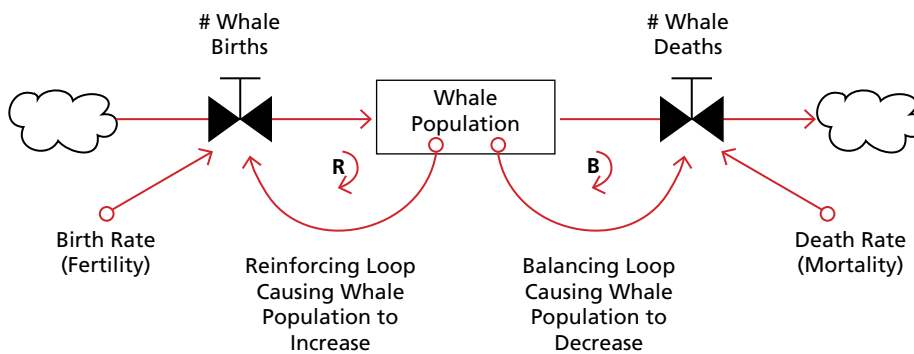 # Whale
Births
# Whale
Deaths
Whale
Population
R
B
Birth Rate
(Fertility)
Reinforcing Loop
Causing Whale
Population to
Increase
Balancing Loop
Causing Whale
Population to
Decrease
Death Rate
(Mortality)